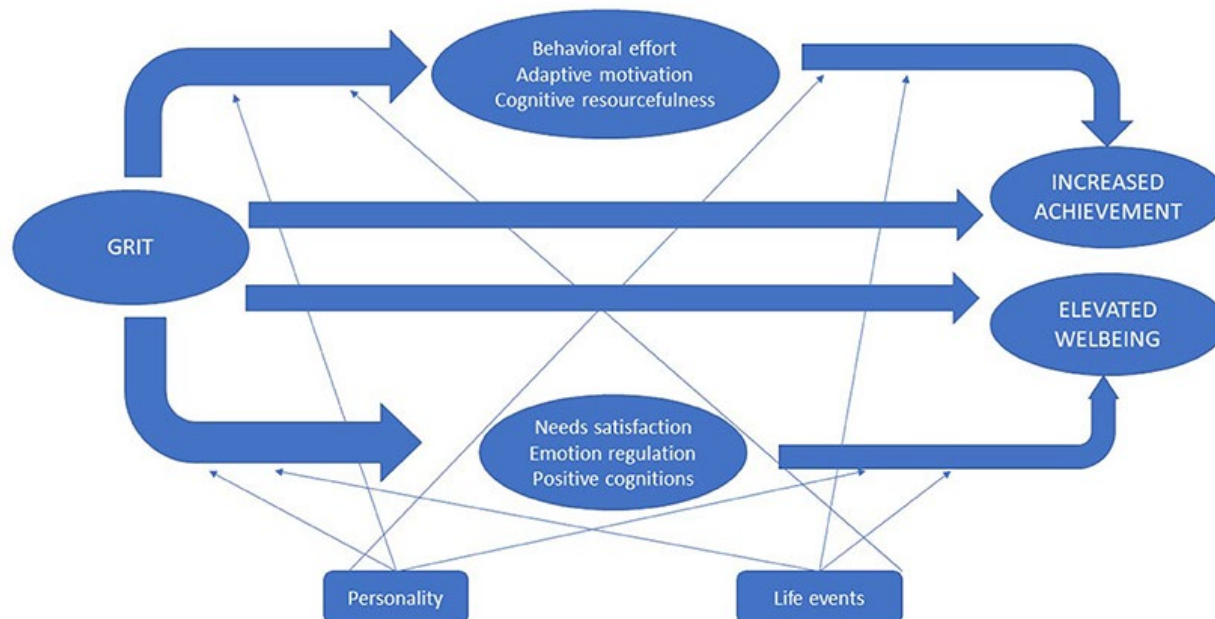 Behavioral effort
Adaptive motivation
Cognitive resourcefulness
INCREASED
ACHIEVEMENT
GRIT
ELEVATED
WELBEING
Needs satisfaction
Emotion regulation
Positive cognitions
Personality
Life events